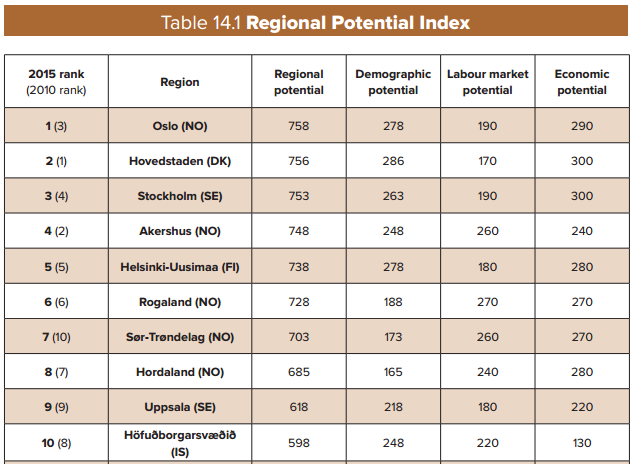 Table 14.1 Regional Potential Index
2015 rank
(2010 rank)
Region
Regional
potential
Demographic
potential
Labour market
potential
Economic
potential
1 (3) Oslo (NO) 758 278 190 290
2 (1) Hovedstaden (DK) 756 286 170 300
3 (4) Stockholm (SE) 753 263 190 300
4 (2) Akershus (NO) 748 248 260 240
5 (5) Helsinki-Uusimaa (FI) 738 278 180 280
6 (6) Rogaland (NO) 728 188 270 270
7 (10) Sør-Trøndelag (NO) 703 173 260 270
8 (7) Hordaland (NO) 685 165 240 280
9 (9) Uppsala (SE) 618 218 180 220
10 (8) Höfuðborgarsvæðið
(IS) 598 248 220 130